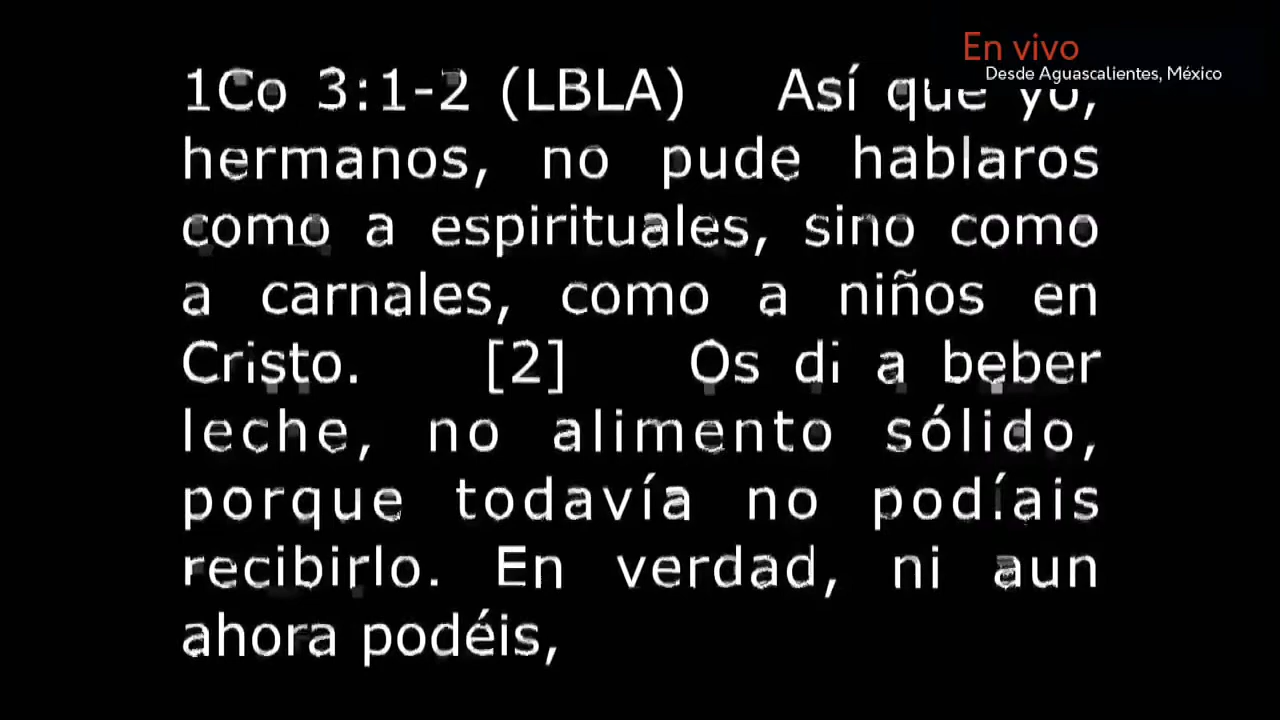 En vivo
Desde Aguascalientes, México
1Co 3:1-2 (LBLA) Así que yo,
hermanos, no pude hablaros
como a espirituales, sino como
a carnales, como a niños en
Cristo. [2] Os di a beber
leche, no alimento sólido,
porque todavía no podíais
recibirlo. En verdad, ni aun
ahora podéis,